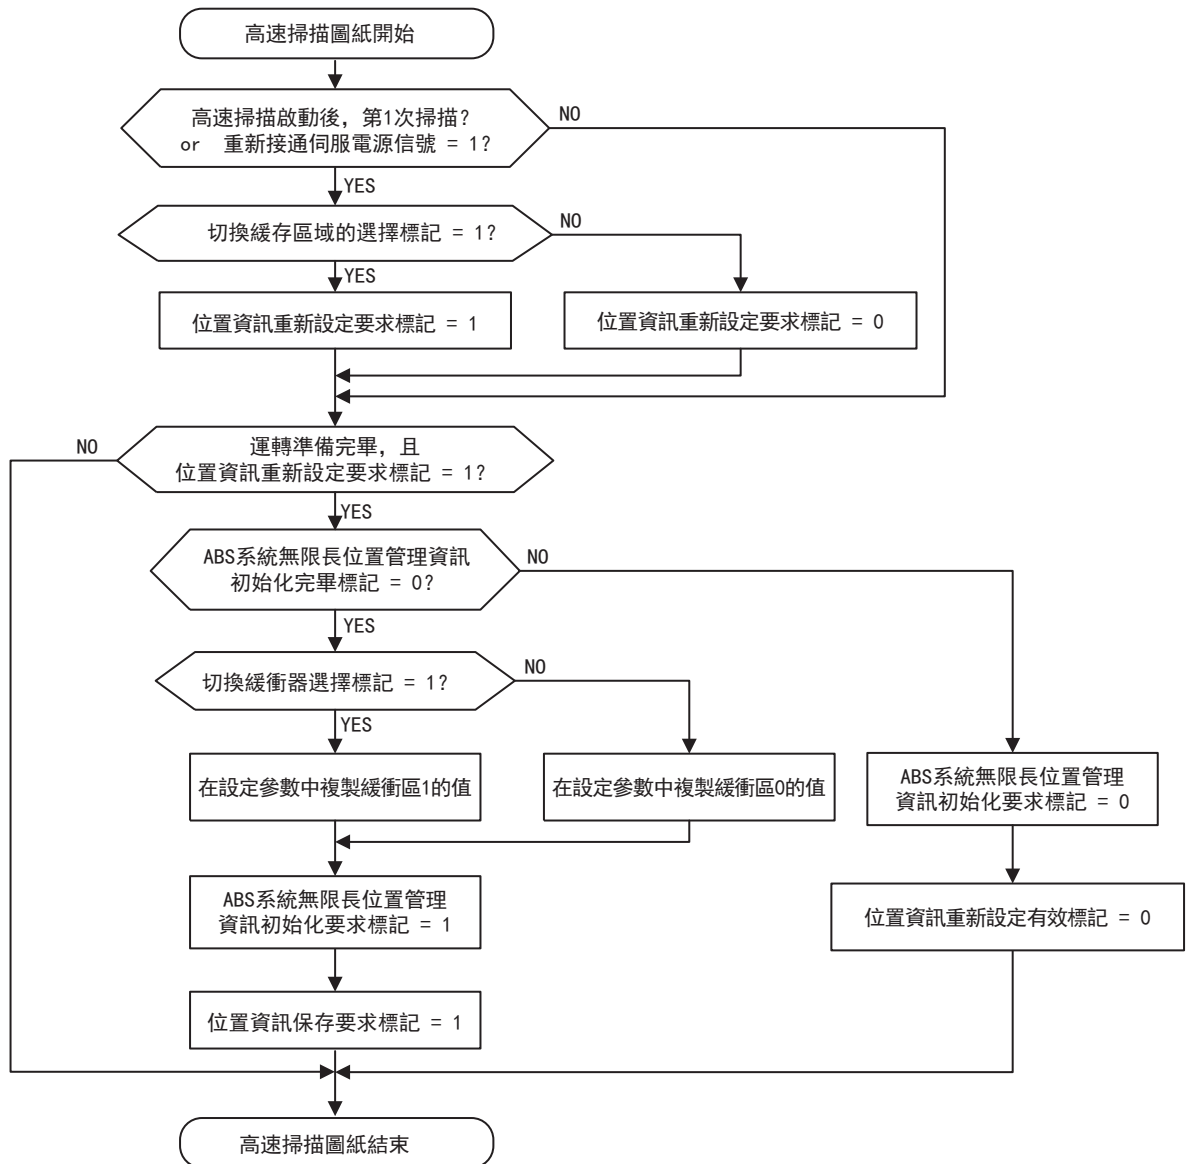 高速掃描圖紙開始
高速掃描啟動後，第1次掃描?
or 重新接通伺服電源信號 = 1?
NO
YES
切換緩存區域的選擇標記 = 1?
NO
YES
位置資訊重新設定要求標記 = 1
位置資訊重新設定要求標記 = 0
運轉準備完畢，且
位置資訊重新設定要求標記 = 1?
NO
YES
ABS系統無限長位置管理資訊
初始化完畢標記 = 0?
NO
YES
切換緩衝器選擇標記 = 1?
NO
YES
在設定參數中複製緩衝區1的值
在設定參數中複製緩衝區0的值
ABS系統無限長位置管理
資訊初始化要求標記 = 0
ABS系統無限長位置管理
資訊初始化要求標記 = 1
位置資訊重新設定有效標記 = 0
位置資訊保存要求標記 = 1
高速掃描圖紙結束